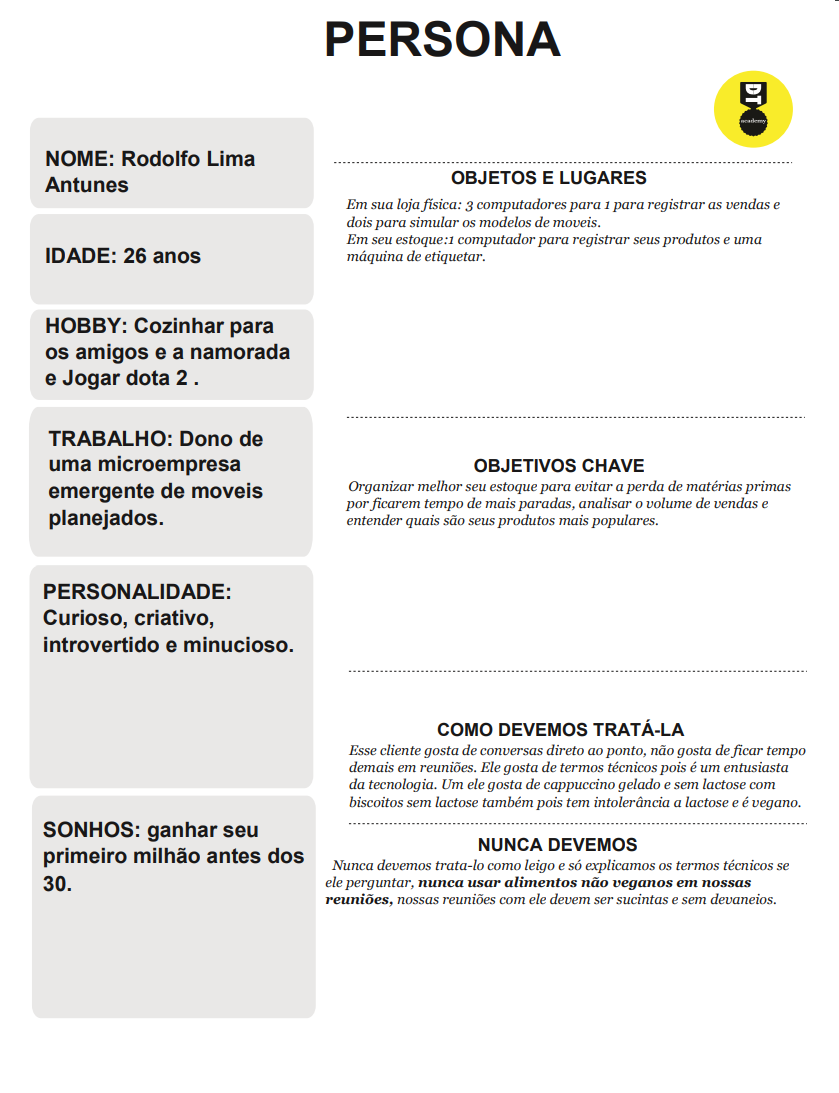 PERSONA
DT
academy
NOME: Rodolfo Lima
Antunes
IDADE: 26 anos
HOBBY: Cozinhar para
os amigos e a namorada
e Jogar dota 2 .
TRABALHO: Dono de
uma microempresa
emergente de moveis
planejados.
PERSONALIDADE:
Curioso, criativo,
introvertido e minucioso.
SONHOS: ganhar seu
primeiro milhão antes dos
30.
OBJETOS E LUGARES
Em sua loja física: 3 computadores para 1 para registrar as vendas e
dois para simular os modelos de moveis.
Em seu estoque:1 computador para registrar seus produtos e uma
máquina de etiquetar.
OBJETIVOS CHAVE
Organizar melhor seu estoque para evitar a perda de matérias primas
por ficarem tempo de mais paradas, analisar o volume de vendas e
entender quais são seus produtos mais populares.
COMO DEVEMOS TRATÁ-LA
Esse cliente gosta de conversas direto ao ponto, não gosta de ficar tempo
demais em reuniões. Ele gosta de termos técnicos pois é um entusiasta
da tecnologia. Um ele gosta de cappuccino gelado e sem lactose com
biscoitos sem lactose também pois tem intolerância a lactose e é vegano.
NUNCA DEVEMOS
Nunca devemos trata-lo como leigo e só explicamos os termos técnicos se
ele perguntar, nunca usar alimentos não veganos em nossas
reuniões, nossas reuniões com ele devem ser sucintas e sem devaneios.